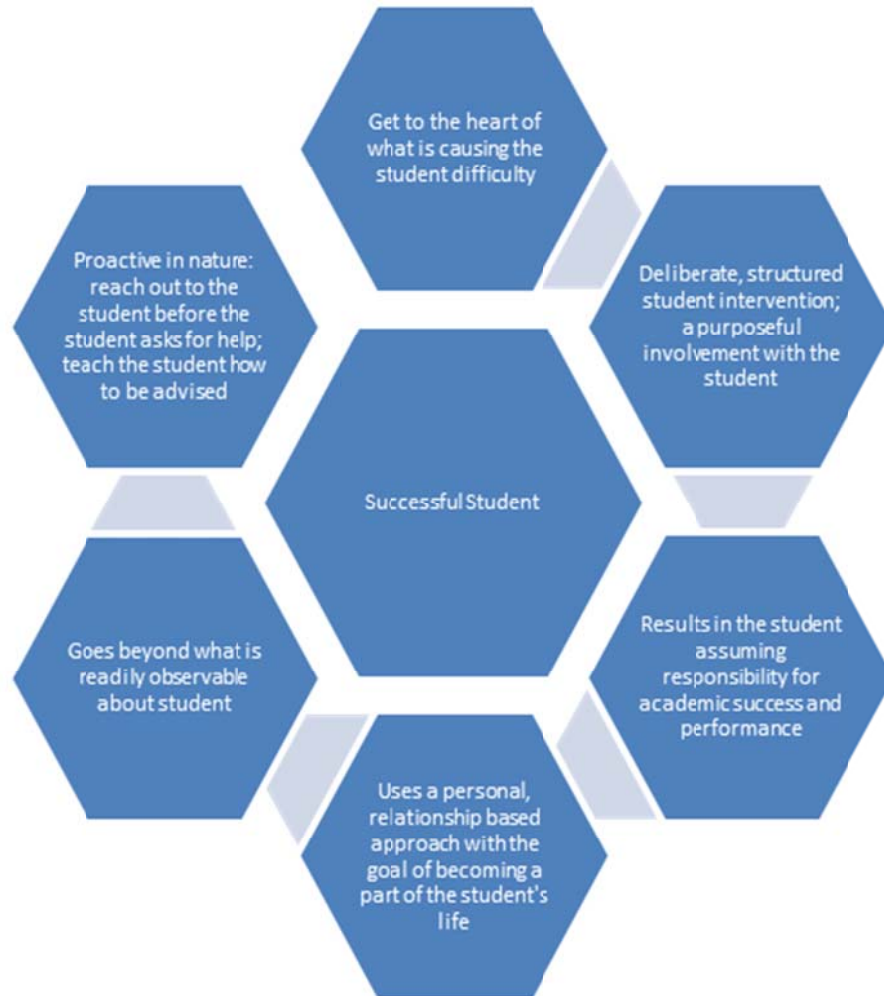 Get to the heart of
what is causing the
student difficulty
Deliberate, structured
student intervention;
a purposeful
involvement with the
student
Results in the student
assuming
responsibility for
academic success and
performance
Uses a personal,
relationship based
approach with the
goal of becoming a
part of the student's
life
Goes beyond what is
readily observable
about student
Proactive in nature:
reach out to the
student before the
student asks for help;
teach the student how
to be advised
Successful Student